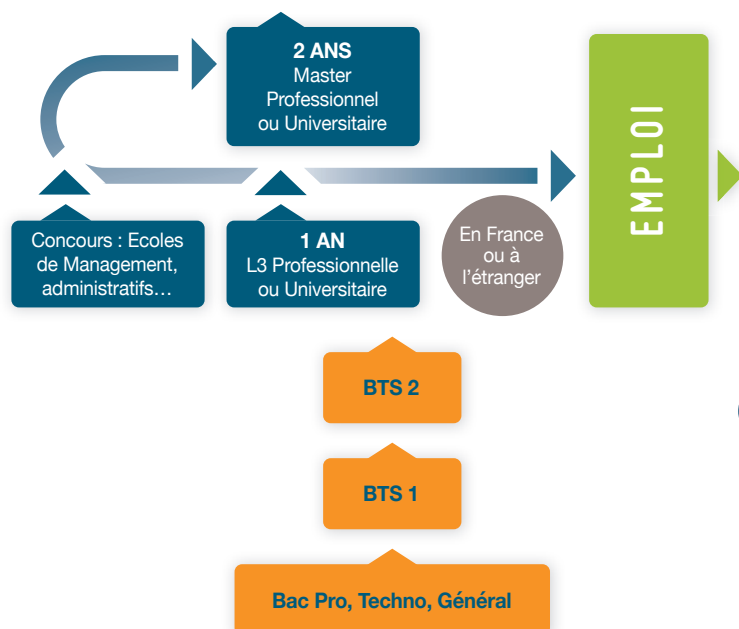 2 ANS
Master
Professionnel
ou Universitaire
EMPLOI
Concours : Ecoles
de Management,
administratifs…
1 AN
L3 Professionnelle
ou Universitaire
En France
ou à
l’étranger
BTS 2
BTS 1
Bac Pro, Techno, Général